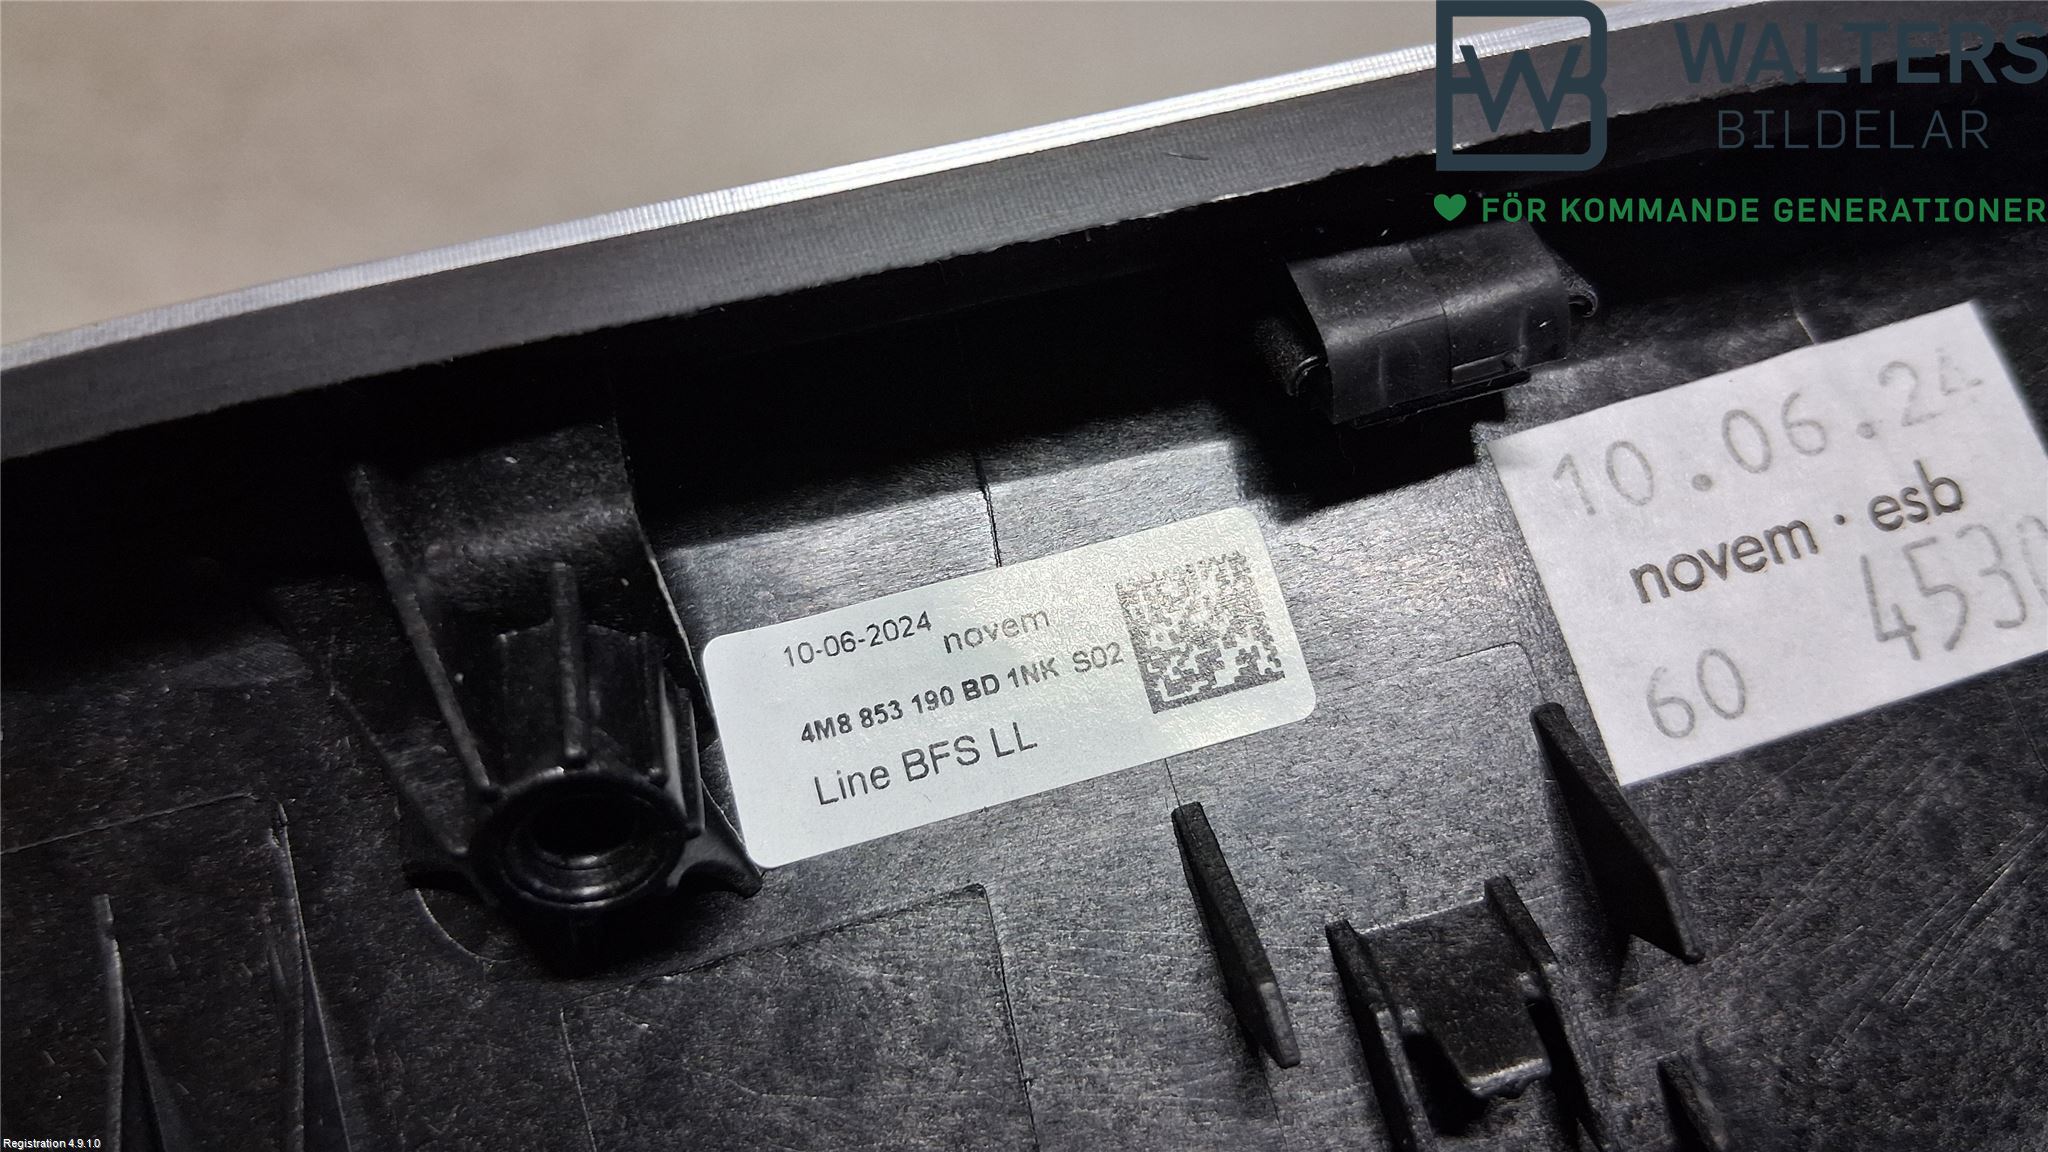 WALTERS
BILDELAR
FÖR KOMMANDE GENERATIONER
10-06-2024 novem
4M8 853 190 BD 1NK S02
Line BFS LL
10.06.24
novem · esb
60
Registration 4.9.1.0